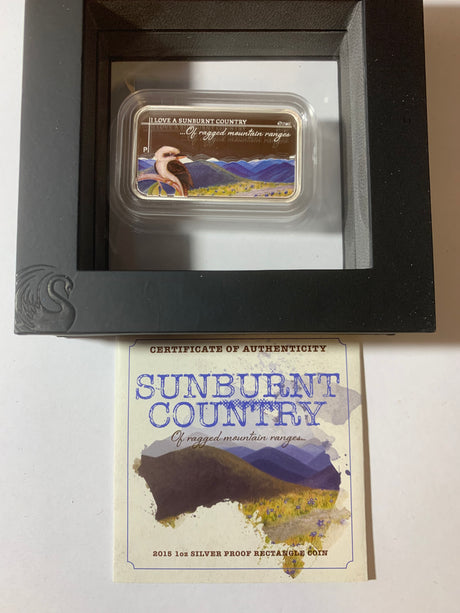 I LOVE A SUNBURNT COUNTRY
...Of ragged mountain ranges
P
CERTIFICATE OF AUTHENTICITY
SUNBURNT
COUNTRY
Of ragged mountain ranges...
2015 1oz SILVER PROOF RECTANGLE COIN